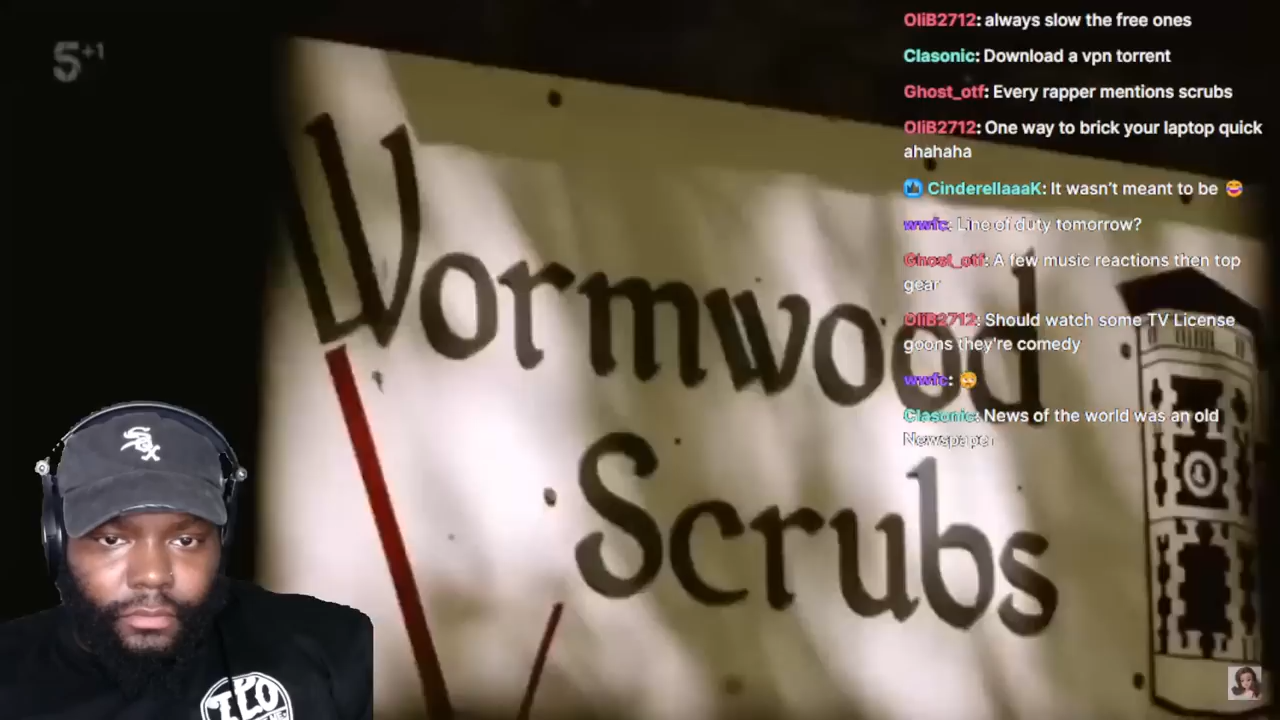 5+1
OliB2712: always slow the free ones
Clasonic: Download a vpn torrent
Ghost_otf: Every rapper mentions scrubs
OliB2712: One way to brick your laptop quick
ahahaha
CinderellaaaK: It wasn't meant to be 😂
wwfc: Line of duty tomorrow?
Ghost_otf: A few music reactions then top
gear
OliB2712: Should watch some TV License
goons they're comedy
wwfc:
Clasonic: News of the world was an old
Newspaper
Wormwood
Scrubs
Sox